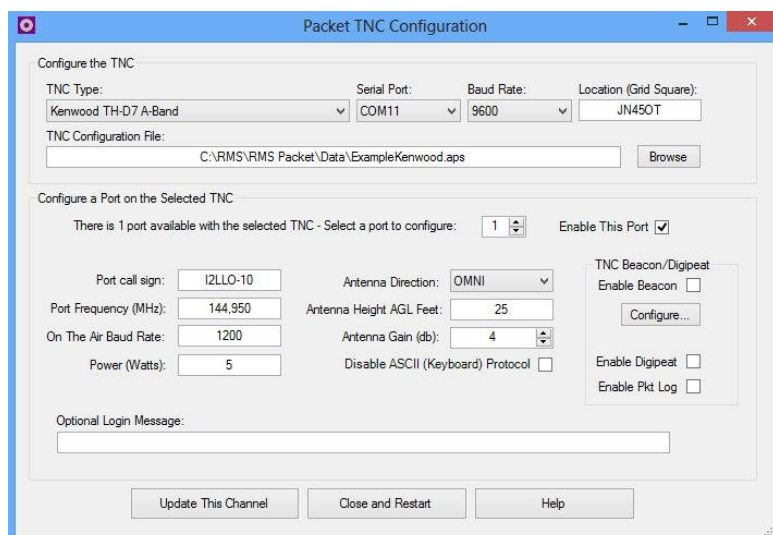 Packet TNC Configuration
Configure the TNC
TNC Type: Serial Port: Baud Rate: Location (Grid Square):
Kenwood TH-D7 A-Band COM11 9600 JN45OT
TNC Configuration File:
C:\RMS\RMS Packet\Data\ExampleKenwood.aps Browse
Configure a Port on the Selected TNC
There is 1 port available with the selected TNC - Select a port to configure: 1 Enable This Port
TNC Beacon/Digipeat
Port call sign: I2LLO-10 Antenna Direction: OMNI Enable Beacon
Port Frequency (MHz): 144,950 Antenna Height AGL Feet: 25 Configure...
On The Air Baud Rate: 1200 Antenna Gain (db): 4
Power (Watts): 5 Disable ASCII (Keyboard) Protocol Enable Digipeat
Enable Pkt Log
Optional Login Message:
Update This Channel Close and Restart Help